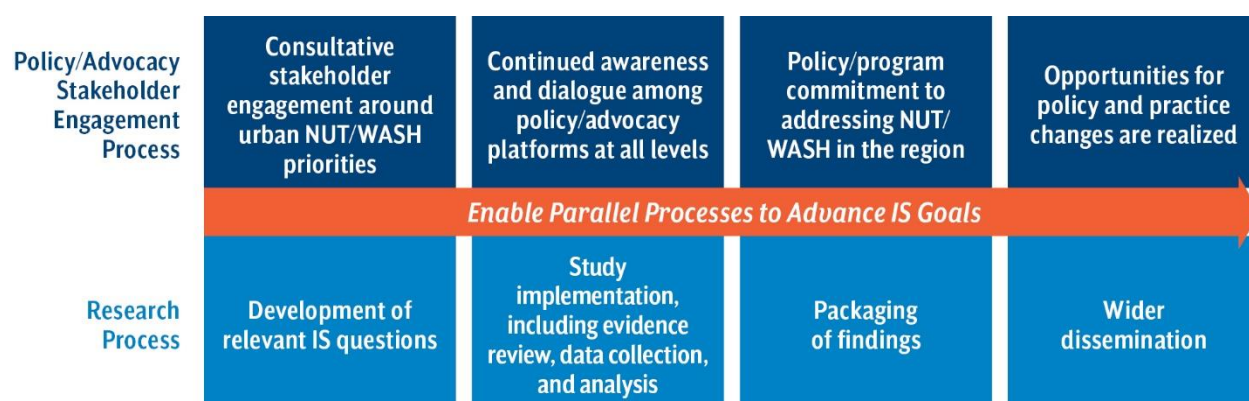 Policy/Advocacy
Stakeholder
Engagement
Process
Consultative
stakeholder
engagement around
urban NUT/WASH
priorities
Continued awareness
and dialogue among
policy/advocacy
platforms at all levels
Policy/program
commitment to
addressing NUT/
WASH in the region
Opportunities for
policy and practice
changes are realized
Enable Parallel Processes to Advance IS Goals
Research
Process
Development of
relevant IS questions
Study
implementation,
including evidence
review, data collection,
and analysis
Packaging
of findings
Wider
dissemination